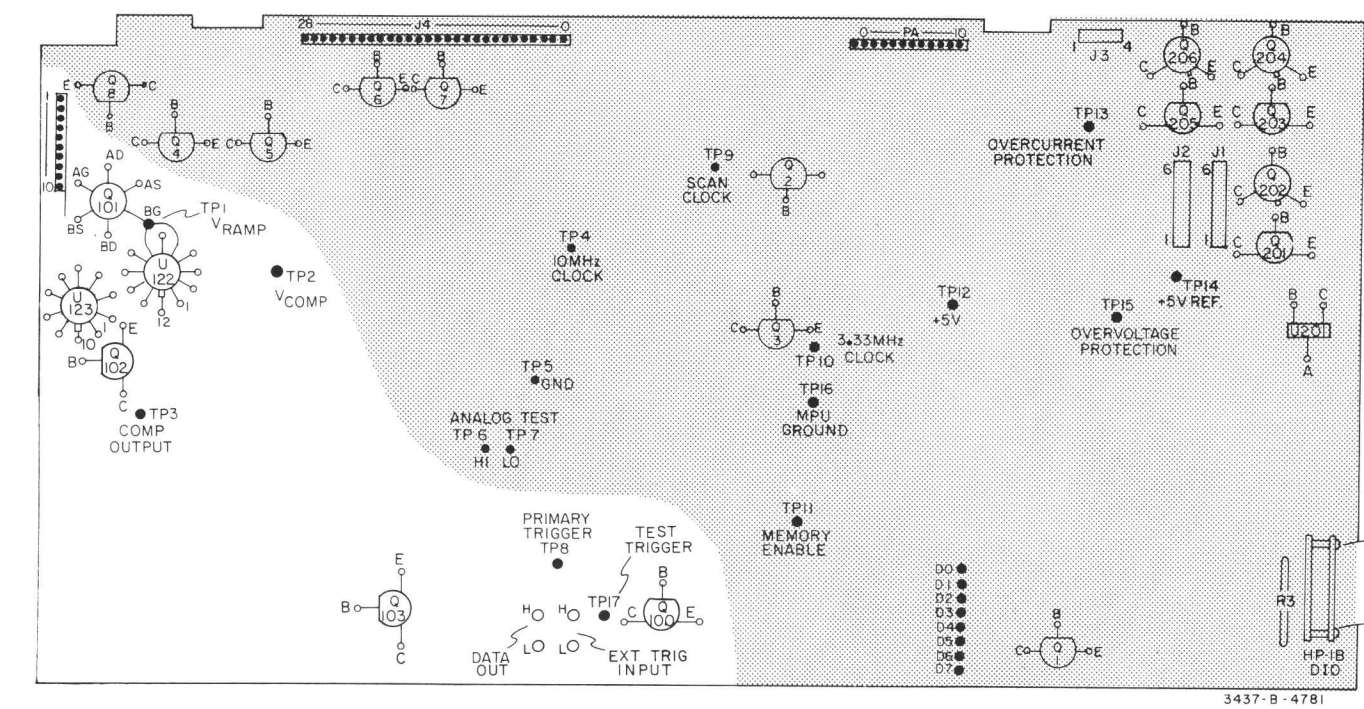 28 J4 0
0 PA 10
1 J3 4
B Q 206 C E
B Q 204 C E
E Q 8 C B
1
10
B Q 6 C E
B Q 7 C E
B Q 4 C E
B Q 5 C E
TP13
OVERCURRENT
PROTECTION
B Q 205 C E
B Q 203 C E
AD
AG AS
Q 101
BG
BS
BD
TP1
VRAMP
TP9
SCAN
CLOCK
Q 2
B
J2 J1
6 6
1 1
B Q 202 C E
B Q 201 C E
TP4
10MHz
CLOCK
U 122
12 1
TP2
VCOMP
U 123
10 1
E
B Q 102
C
TP3
COMP
OUTPUT
TP12
+5V
TP14
+5V REF.
TP15
OVERVOLTAGE
PROTECTION
B C
U201
A
B
C Q 3 E
3.33MHz
CLOCK
TP10
TP5
GND
TP16
MPU
GROUND
ANALOG TEST
TP6 TP7
HI LO
TP11
MEMORY
ENABLE
PRIMARY
TRIGGER
TP8
TEST
TRIGGER
TP17
E
B Q 103
C
H H
LO LO
DATA
OUT
EXT TRIG
INPUT
B
C Q 100 E
D0
D1
D2
D3
D4
D5
D6
D7
B
C Q 1 E
R3
HP-IB
DIO
3437-B-4781